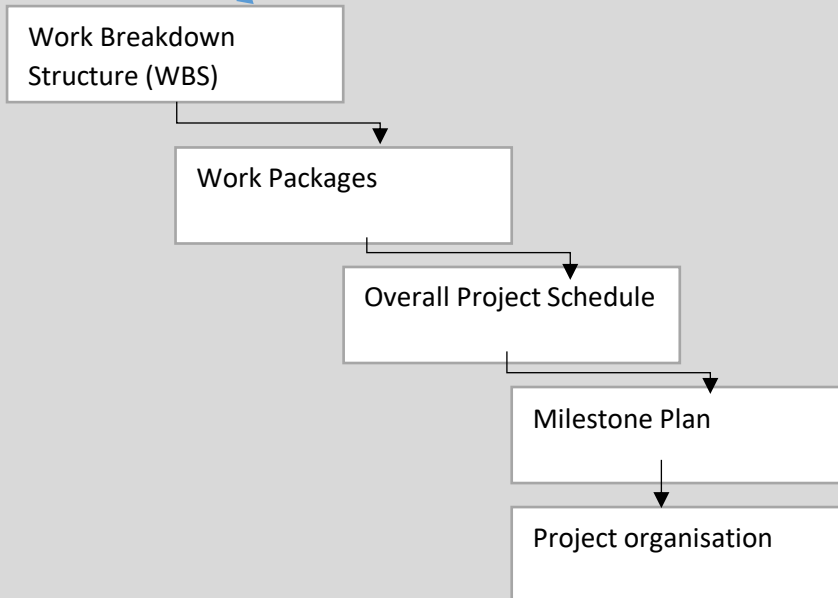 Work Breakdown
Structure (WBS)
Work Packages
Overall Project Schedule
Milestone Plan
Project organisation